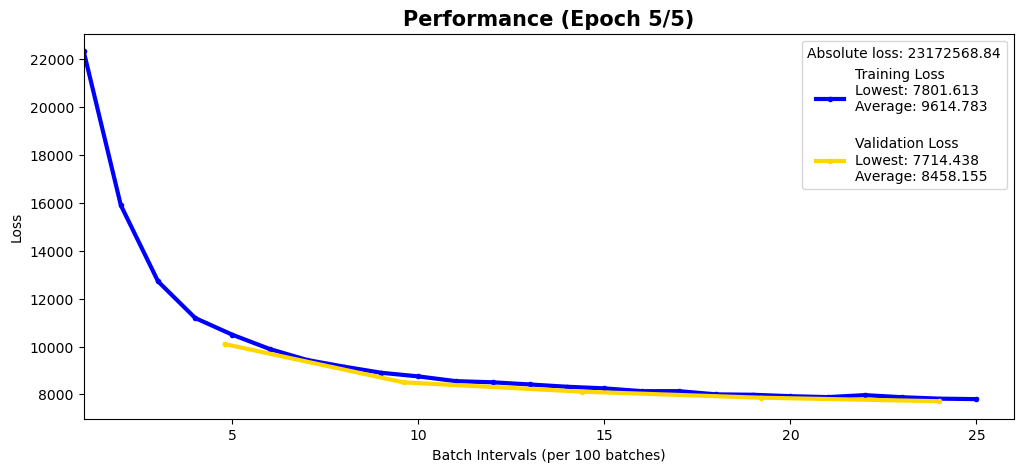 Performance (Epoch 5/5)
Absolute loss: 23172568.84
Training Loss
Lowest: 7801.613
Average: 9614.783
Validation Loss
Lowest: 7714.438
Average: 8458.155
Loss
22000
20000
18000
16000
14000
12000
10000
8000
5
10
15
20
25
Batch Intervals (per 100 batches)